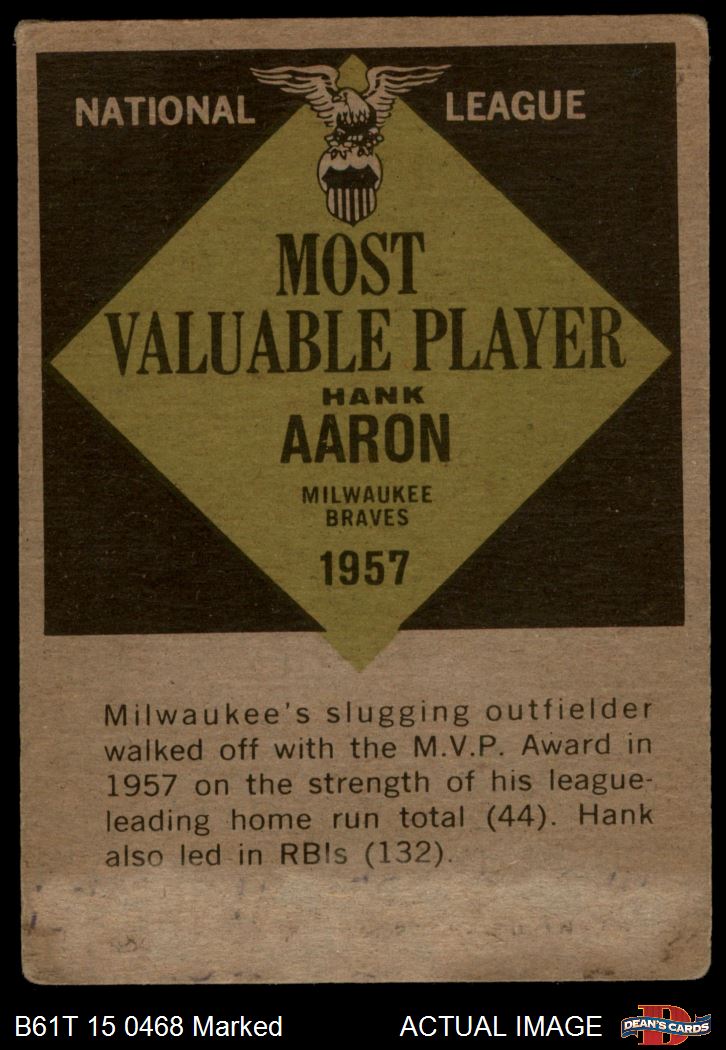 NATIONAL LEAGUE
MOST
VALUABLE PLAYER
HANK
AARON
MILWAUKEE
BRAVES
1957
Milwaukee's slugging outfielder
walked off with the M.V.P. Award in
1957 on the strength of his league-
leading home run total (44). Hank
also led in RBIs (132).
B61T 15 0468 Marked ACTUAL IMAGE
DEAN'S CARDS